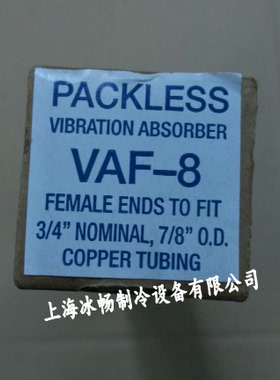 PACKLESS
VIBRATION ABSORBER
VAF-8
FEMALE ENDS TO FIT
3/4" NOMINAL, 7/8" O.D.
COPPER TUBING
上海冰畅制冷设备有限公司